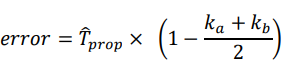 error = T̂_prop × (1 − (k_a + k_b)/2)